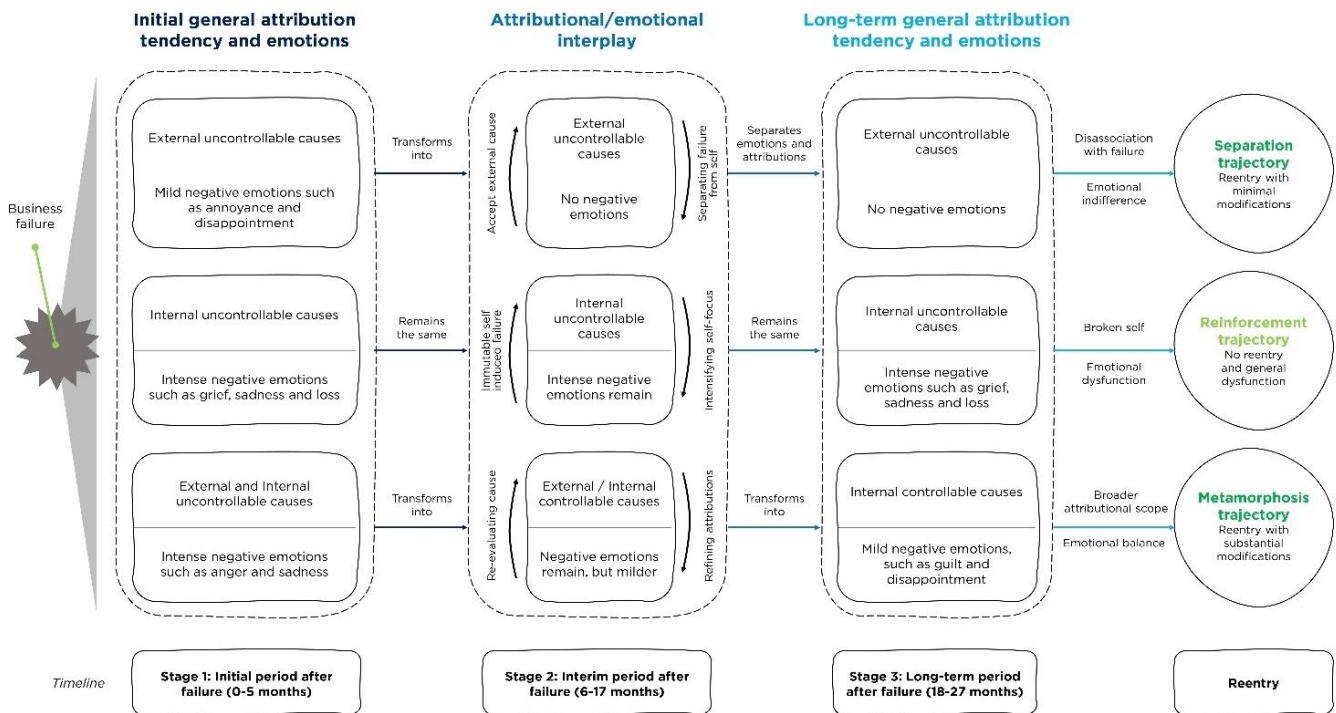 Initial general attribution
tendency and emotions
Attributional/emotional
interplay
Long-term general attribution
tendency and emotions
Business
failure
External uncontrollable causes
Mild negative emotions such
as annoyance and
disappointment
Transforms
into
Accept external cause
External
uncontrollable
causes
No negative
emotions
Separating failure
from self
Separates
emotions and
attributions
External uncontrollable
causes
No negative emotions
Disassociation
with failure
Emotional
indifference
Separation
trajectory
Reentry with
minimal
modifications
Internal uncontrollable causes
Intense negative emotions
such as grief, sadness and loss
Remains
the same
Immutable self
induced failure
Internal
uncontrollable
causes
Intense negative
emotions remain
Intensifying self-focus
Remains
the same
Internal uncontrollable
causes
Intense negative
emotions such as grief,
sadness and loss
Broken self
Emotional
dysfunction
Reinforcement
trajectory
No reentry
and general
dysfunction
External and Internal
uncontrollable causes
Intense negative emotions
such as anger and sadness
Transforms
into
Re-evaluating cause
External / Internal
controllable causes
Negative emotions
remain, but milder
Refining attributions
Transforms
into
Internal controllable causes
Mild negative emotions,
such as guilt and
disappointment
Broader
attributional scope
Emotional balance
Metamorphosis
trajectory
Reentry with
substantial
modifications
Timeline
Stage 1: Initial period after
failure (0-5 months)
Stage 2: Interim period after
failure (6-17 months)
Stage 3: Long-term period
after failure (18-27 months)
Reentry